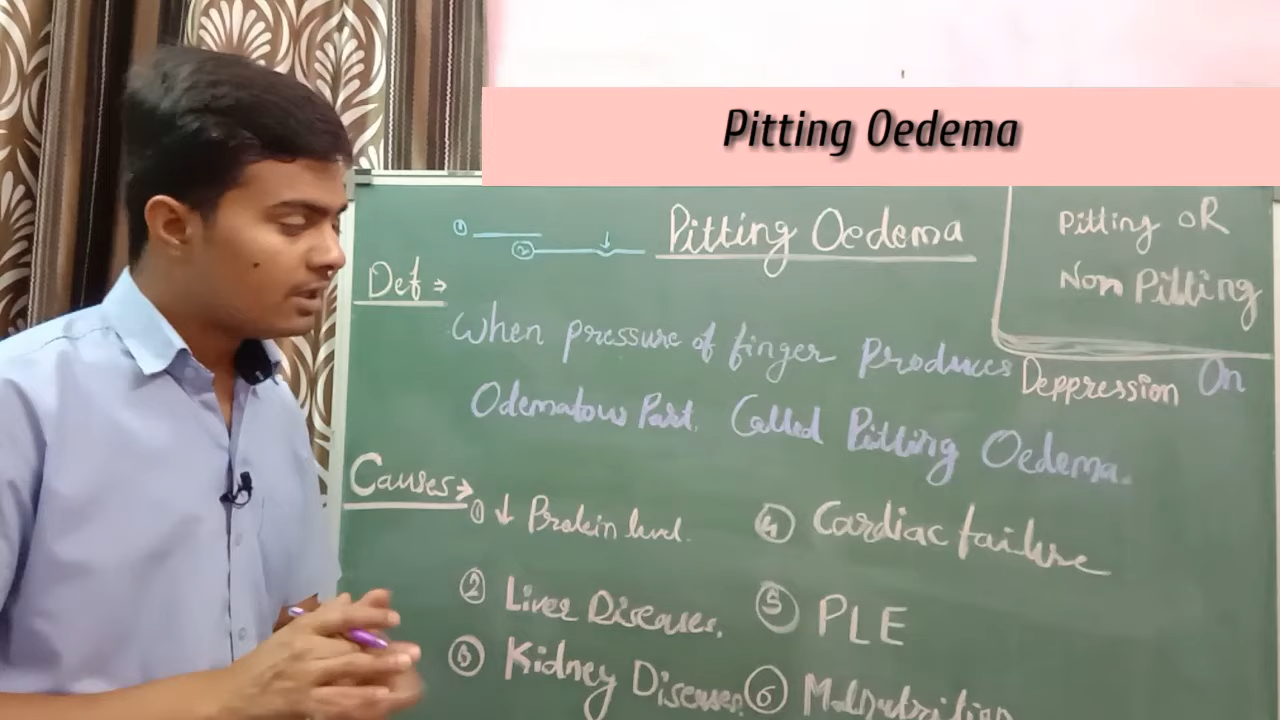 Pitting Oedema
Pitting OR
Non Pitting
① ②
Pitting Oedema
Def ⇒
When pressure of finger Produces Deppression On
Odematous Part. Called Pitting Oedema.
Causes →
① ↓ Protein level.
② Liver Diseases.
③ Kidney Diseases.
④ Cardiac failure
⑤ PLE
⑥ Malnutrition